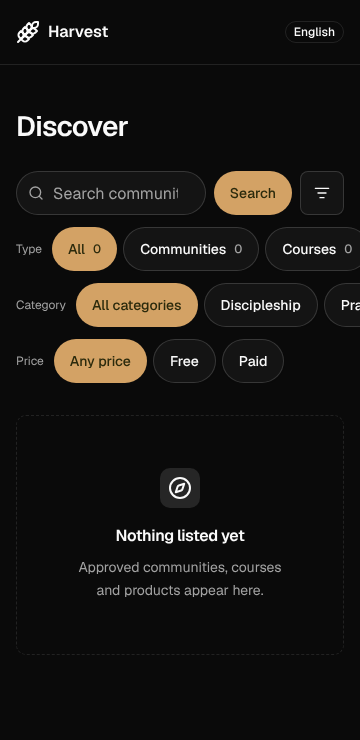 Harvest
English
Discover
Search communit
Search
Type
All 0
Communities 0
Courses 0
Category
All categories
Discipleship
Pra
Price
Any price
Free
Paid
Nothing listed yet
Approved communities, courses
and products appear here.